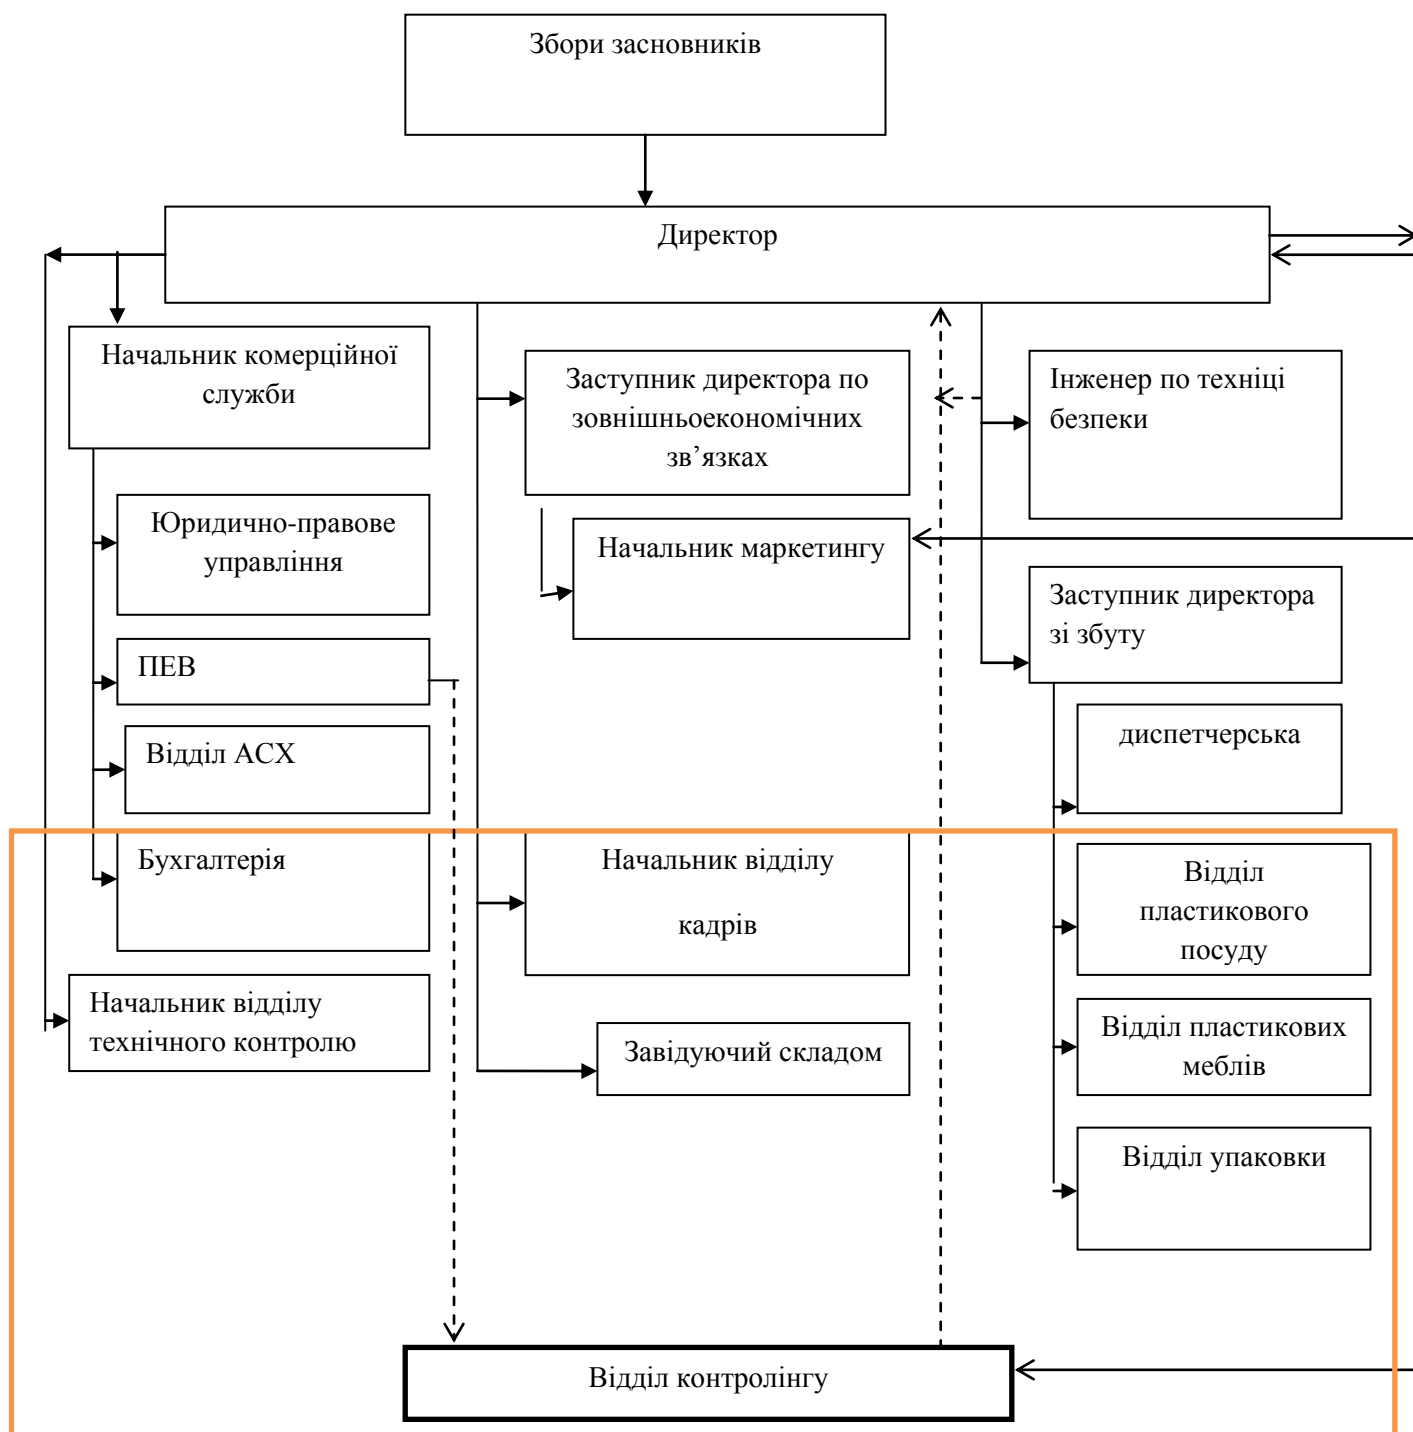 Збори засновників
Директор
Начальник комерційної
служби
Заступник директора по
зовнішньоекономічних
зв’язках
Інженер по техніці
безпеки
Юридично-правове
управління
Начальник маркетингу
Заступник директора
зі збуту
ПЕВ
Відділ АСХ
диспетчерська
Бухгалтерія
Начальник відділу
кадрів
Відділ
пластикового
посуду
Начальник відділу
технічного контролю
Завідуючий складом
Відділ пластикових
меблів
Відділ упаковки
Відділ контролінгу